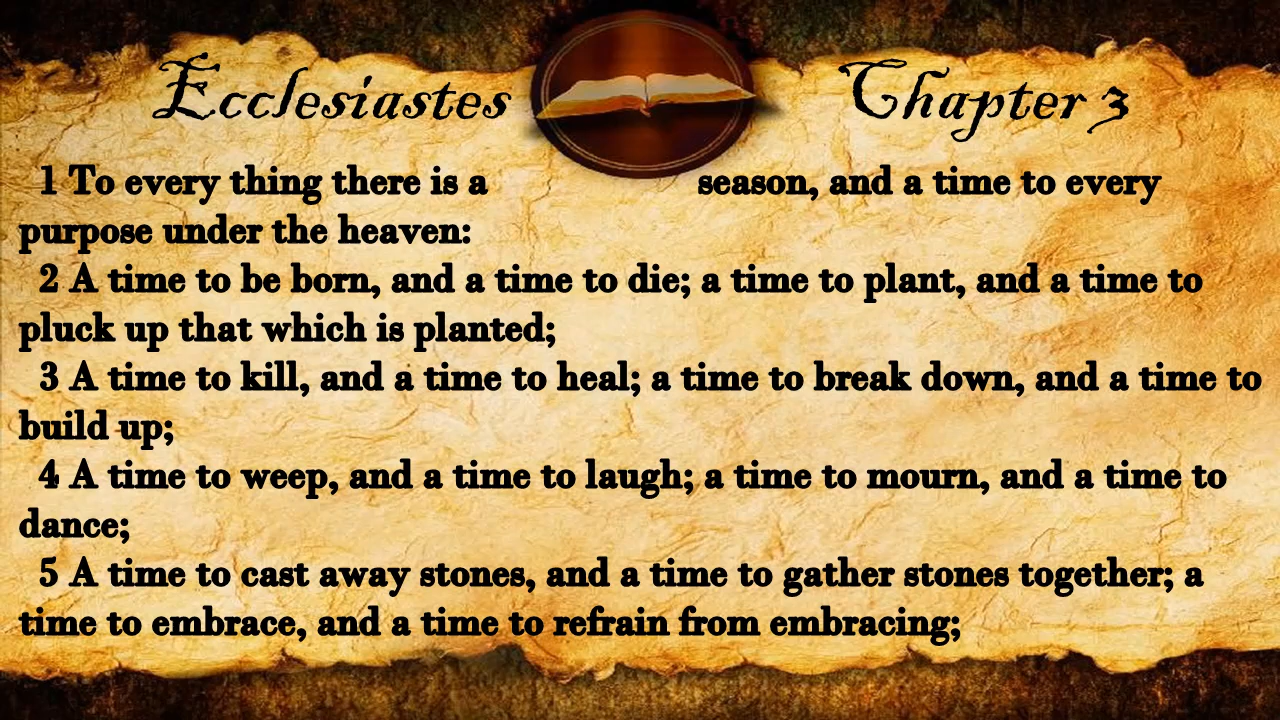 Ecclesiastes Chapter 3
1 To every thing there is a season, and a time to every
purpose under the heaven:
2 A time to be born, and a time to die; a time to plant, and a time to
pluck up that which is planted;
3 A time to kill, and a time to heal; a time to break down, and a time to
build up;
4 A time to weep, and a time to laugh; a time to mourn, and a time to
dance;
5 A time to cast away stones, and a time to gather stones together; a
time to embrace, and a time to refrain from embracing;